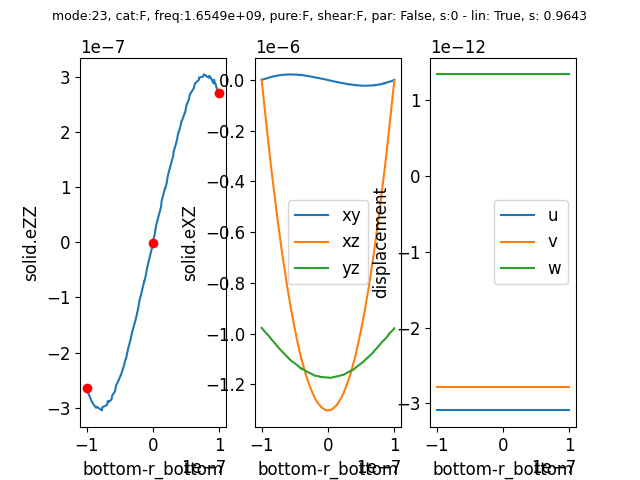 mode:23, cat:F, freq:1.6549e+09, pure:F, shear:F, par: False, s:0 - lin: True, s: 0.9643
1e−7
1e−6
1e−12
3
2
1
0
−1
−2
−3
solid.eZZ
−1
0
1
1e−7
bottom-r_bottom
0.0
−0.2
−0.4
−0.6
−0.8
−1.0
−1.2
solid.eXZ
xy
xz
yz
−1
0
1
1e−7
bottom-r_bottom
1
0
−1
−2
−3
displacement
u
v
w
−1
0
1
1e−7
bottom-r_bottom